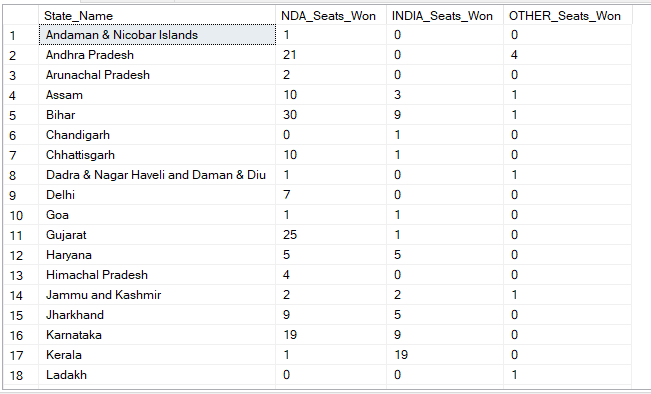 State_Name NDA_Seats_Won INDIA_Seats_Won OTHER_Seats_Won
1 Andaman & Nicobar Islands 1 0 0
2 Andhra Pradesh 21 0 4
3 Arunachal Pradesh 2 0 0
4 Assam 10 3 1
5 Bihar 30 9 1
6 Chandigarh 0 1 0
7 Chhattisgarh 10 1 0
8 Dadra & Nagar Haveli and Daman & Diu 1 0 1
9 Delhi 7 0 0
10 Goa 1 1 0
11 Gujarat 25 1 0
12 Haryana 5 5 0
13 Himachal Pradesh 4 0 0
14 Jammu and Kashmir 2 2 1
15 Jharkhand 9 5 0
16 Karnataka 19 9 0
17 Kerala 1 19 0
18 Ladakh 0 0 1